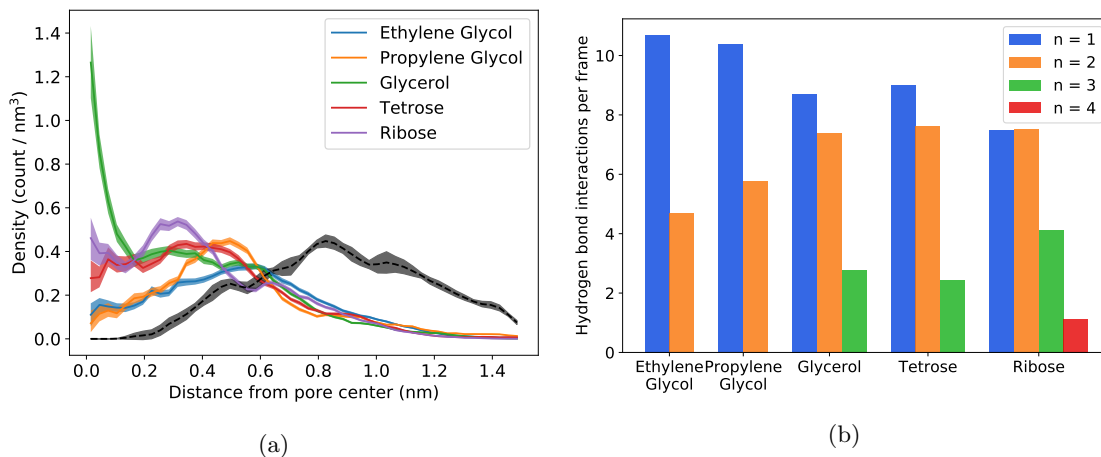 1.4
1.2
1.0
0.8
0.6
0.4
0.2
0.0
Density (count / nm³)
Ethylene Glycol
Propylene Glycol
Glycerol
Tetrose
Ribose
0.0 0.2 0.4 0.6 0.8 1.0 1.2 1.4
Distance from pore center (nm)
(a)
10
8
6
4
2
0
Hydrogen bond interactions per frame
n = 1
n = 2
n = 3
n = 4
Ethylene Propylene Glycerol Tetrose Ribose
Glycol Glycol
(b)